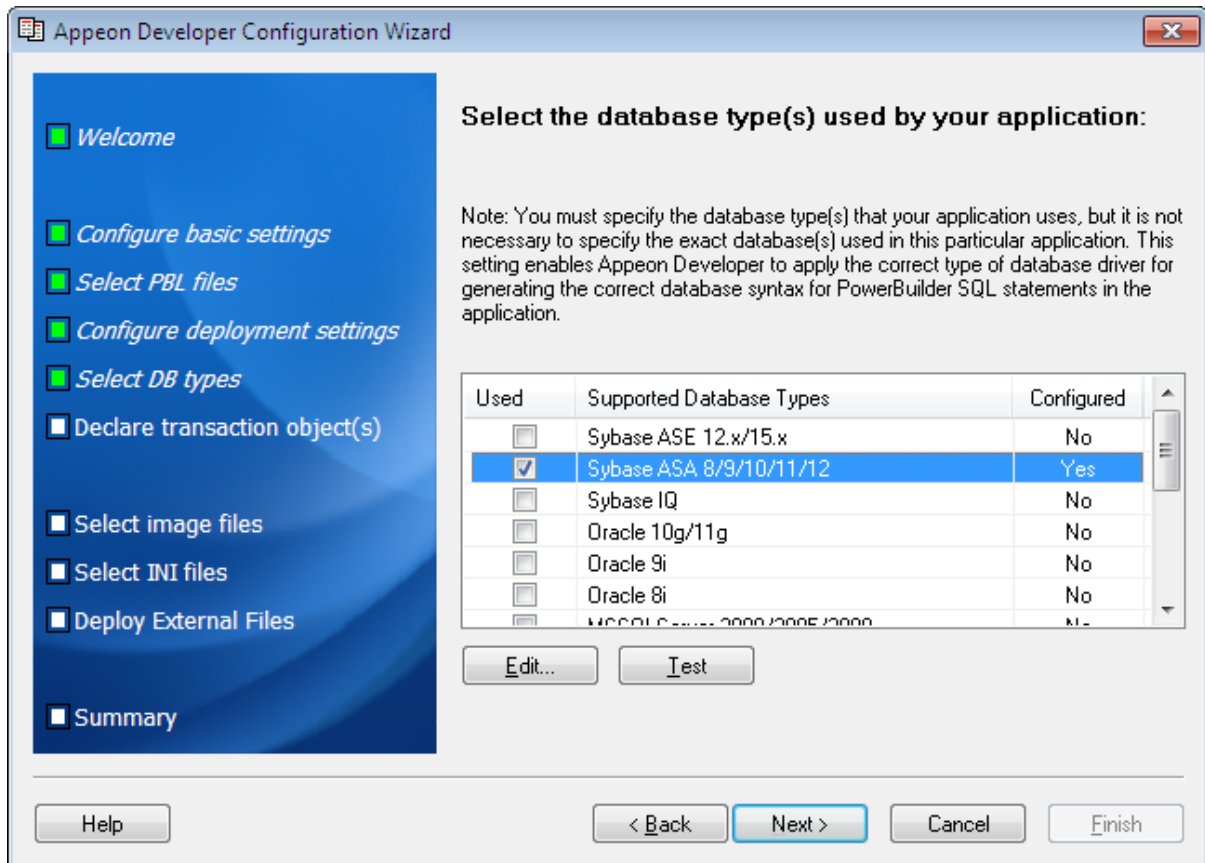 Appeon Developer Configuration Wizard
Welcome
Configure basic settings
Select PBL files
Configure deployment settings
Select DB types
Declare transaction object(s)
Select image files
Select INI files
Deploy External Files
Summary
Select the database type(s) used by your application:
Note: You must specify the database type(s) that your application uses, but it is not
necessary to specify the exact database(s) used in this particular application. This
setting enables Appeon Developer to apply the correct type of database driver for
generating the correct database syntax for PowerBuilder SQL statements in the
application.
Used Supported Database Types Configured
Sybase ASE 12.x/15.x No
Sybase ASA 8/9/10/11/12 Yes
Sybase IQ No
Oracle 10g/11g No
Oracle 9i No
Oracle 8i No
Edit... Test
Help < Back Next > Cancel Finish